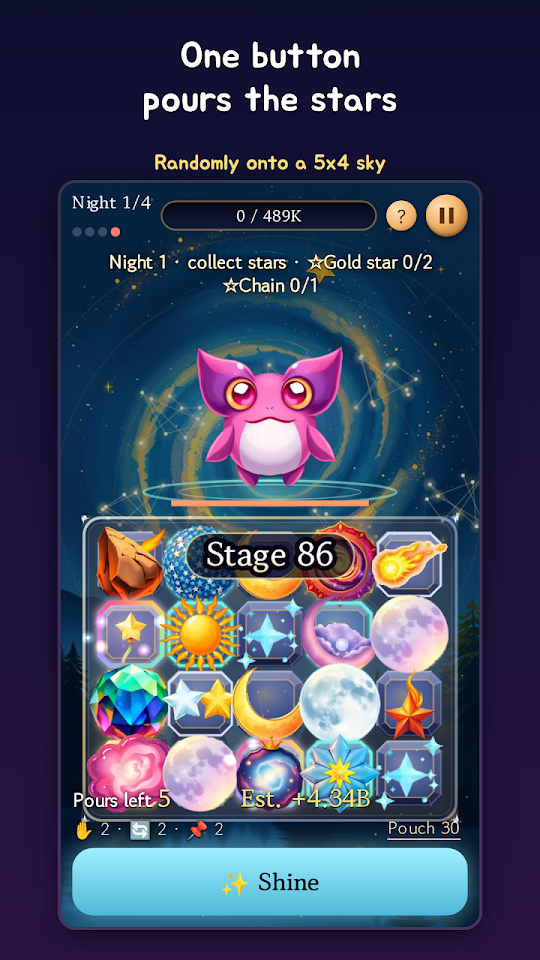 One button
pours the stars
Randomly onto a 5x4 sky
Night 1/4
0 / 489K
?
Night 1 · collect stars · ☆Gold star 0/2
☆Chain 0/1
Stage 86
Pours left 5
Est. +4.34B
✋ 2 · 🔄 2 · 📌 2
Pouch 30
✨ Shine